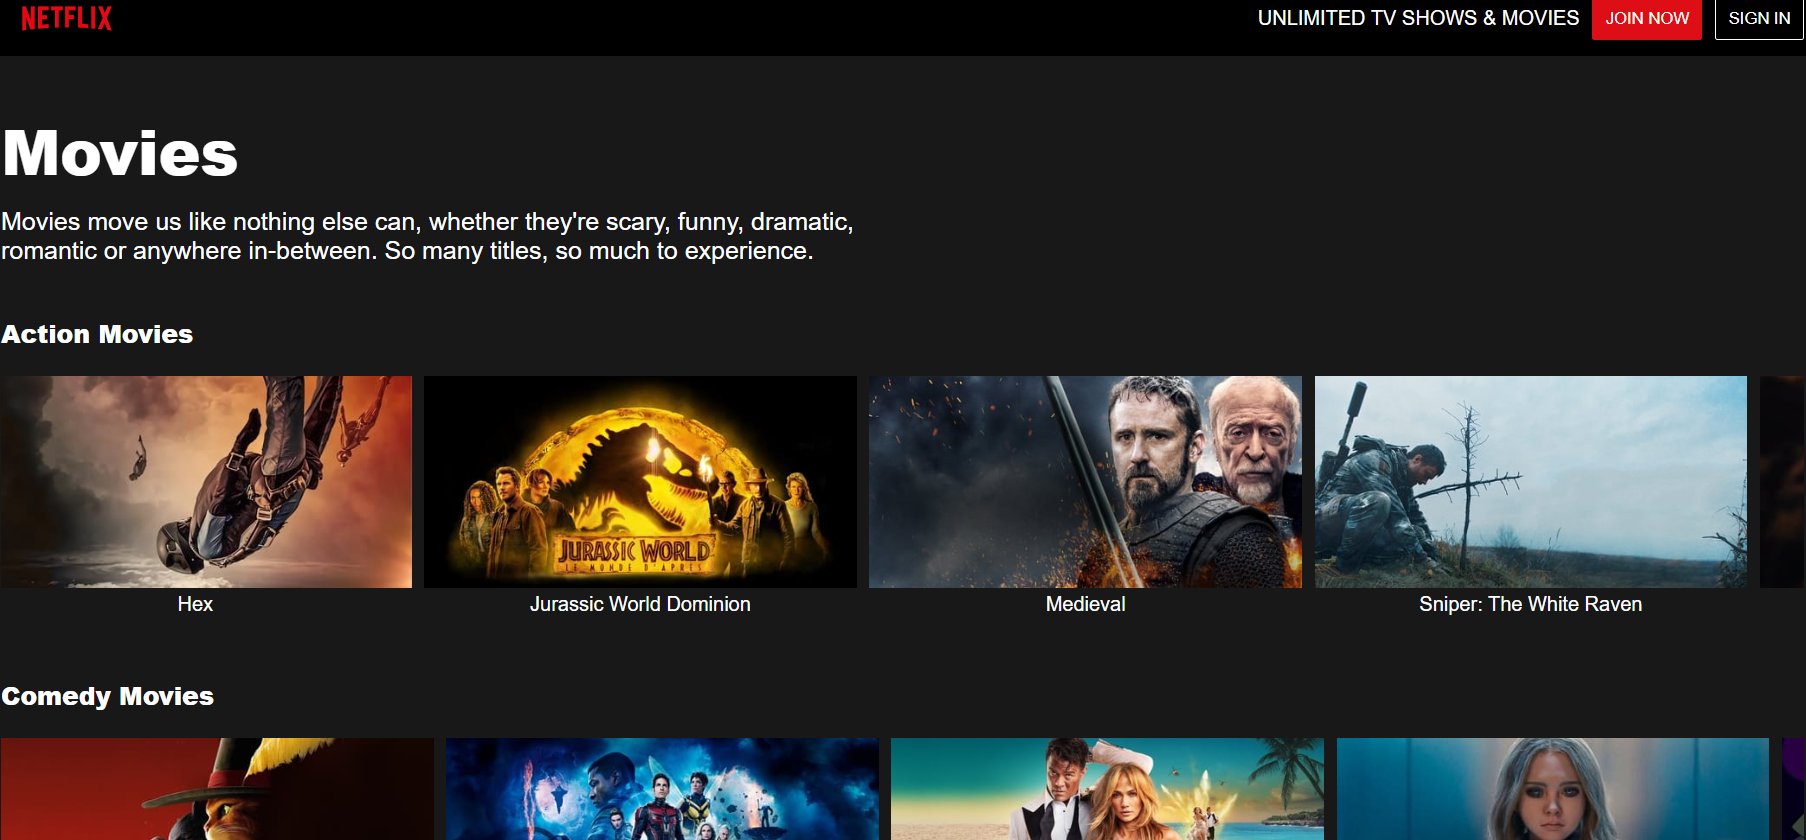 NETFLIX
UNLIMITED TV SHOWS & MOVIES
JOIN NOW
SIGN IN
Movies
Movies move us like nothing else can, whether they're scary, funny, dramatic,
romantic or anywhere in-between. So many titles, so much to experience.
Action Movies
JURASSIC WORLD
LE MONDE D'APRÈS
Hex
Jurassic World Dominion
Medieval
Sniper: The White Raven
Comedy Movies